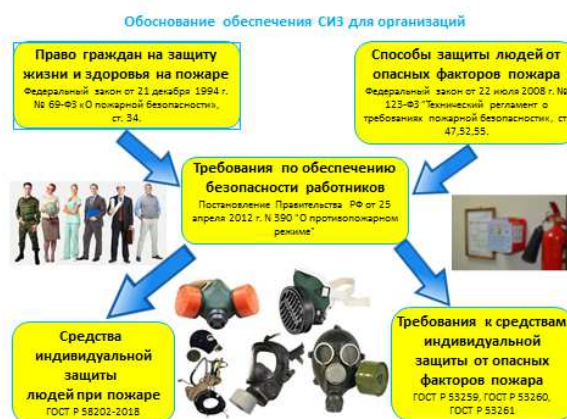 Обоснование обеспечения СИЗ для организаций
Право граждан на защиту
жизни и здоровья на пожаре
Федеральный закон от 21 декабря 1994 г.
№ 69-ФЗ «О пожарной безопасности»,
ст. 34.
Способы защиты людей от
опасных факторов пожара
Федеральный закон от 22 июля 2008 г. №
123-ФЗ "Технический регламент о
требованиях пожарной безопасности, ст.
47,52,55.
Требования по обеспечению
безопасности работников
Постановление Правительства РФ от 25
апреля 2012 г. N 390 "О противопожарном
режиме"
Средства
индивидуальной
защиты
людей при пожаре
ГОСТ Р 58202-2018
Требования к средствам
индивидуальной
защиты от опасных
факторов пожара
ГОСТ Р 53259, ГОСТ Р 53260,
ГОСТ Р 53261